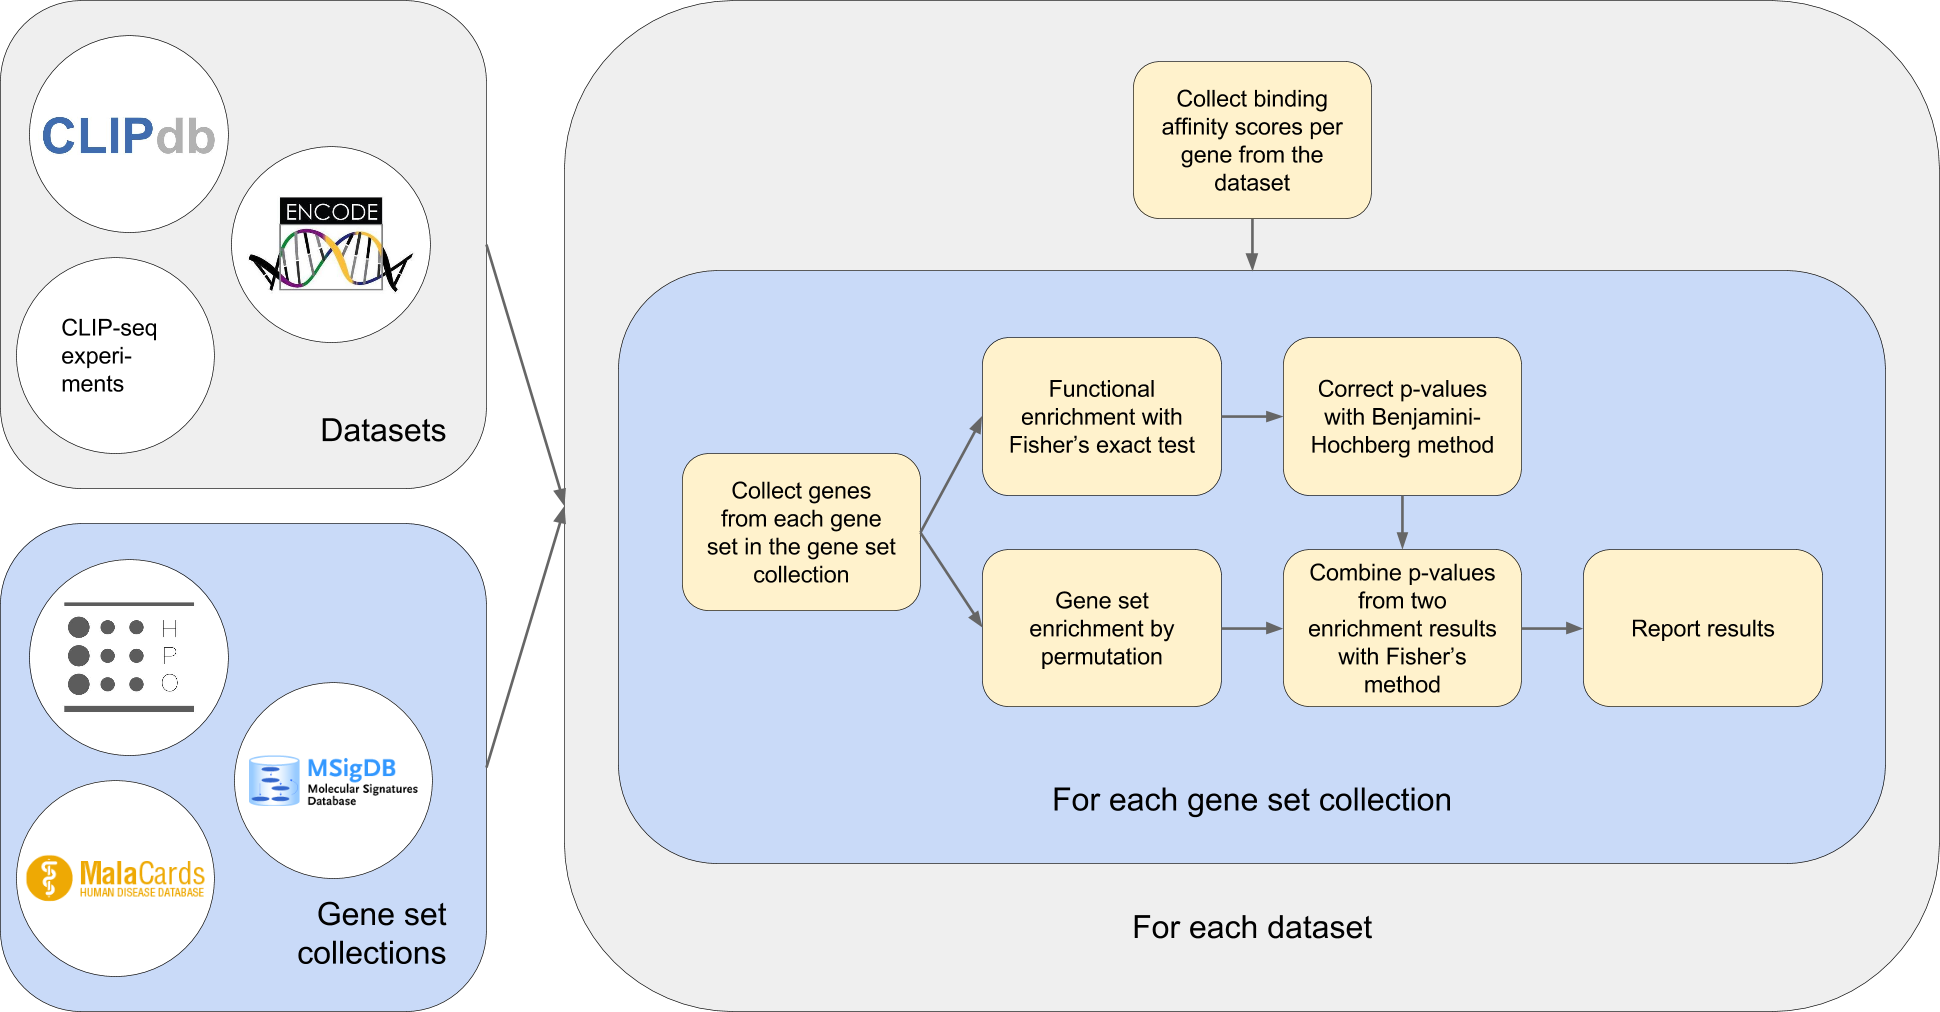 CLIPdb
ENCODE
CLIP-seq
experi-
ments
Datasets
H
P
O
MSigDB
Molecular Signatures
Database
MalaCards
HUMAN DISEASE DATABASE
Gene set
collections
Collect binding
affinity scores per
gene from the
dataset
Collect genes
from each gene
set in the gene set
collection
Functional
enrichment with
Fisher’s exact test
Correct p-values
with Benjamini-
Hochberg method
Gene set
enrichment by
permutation
Combine p-values
from two
enrichment results
with Fisher’s
method
Report results
For each gene set collection
For each dataset